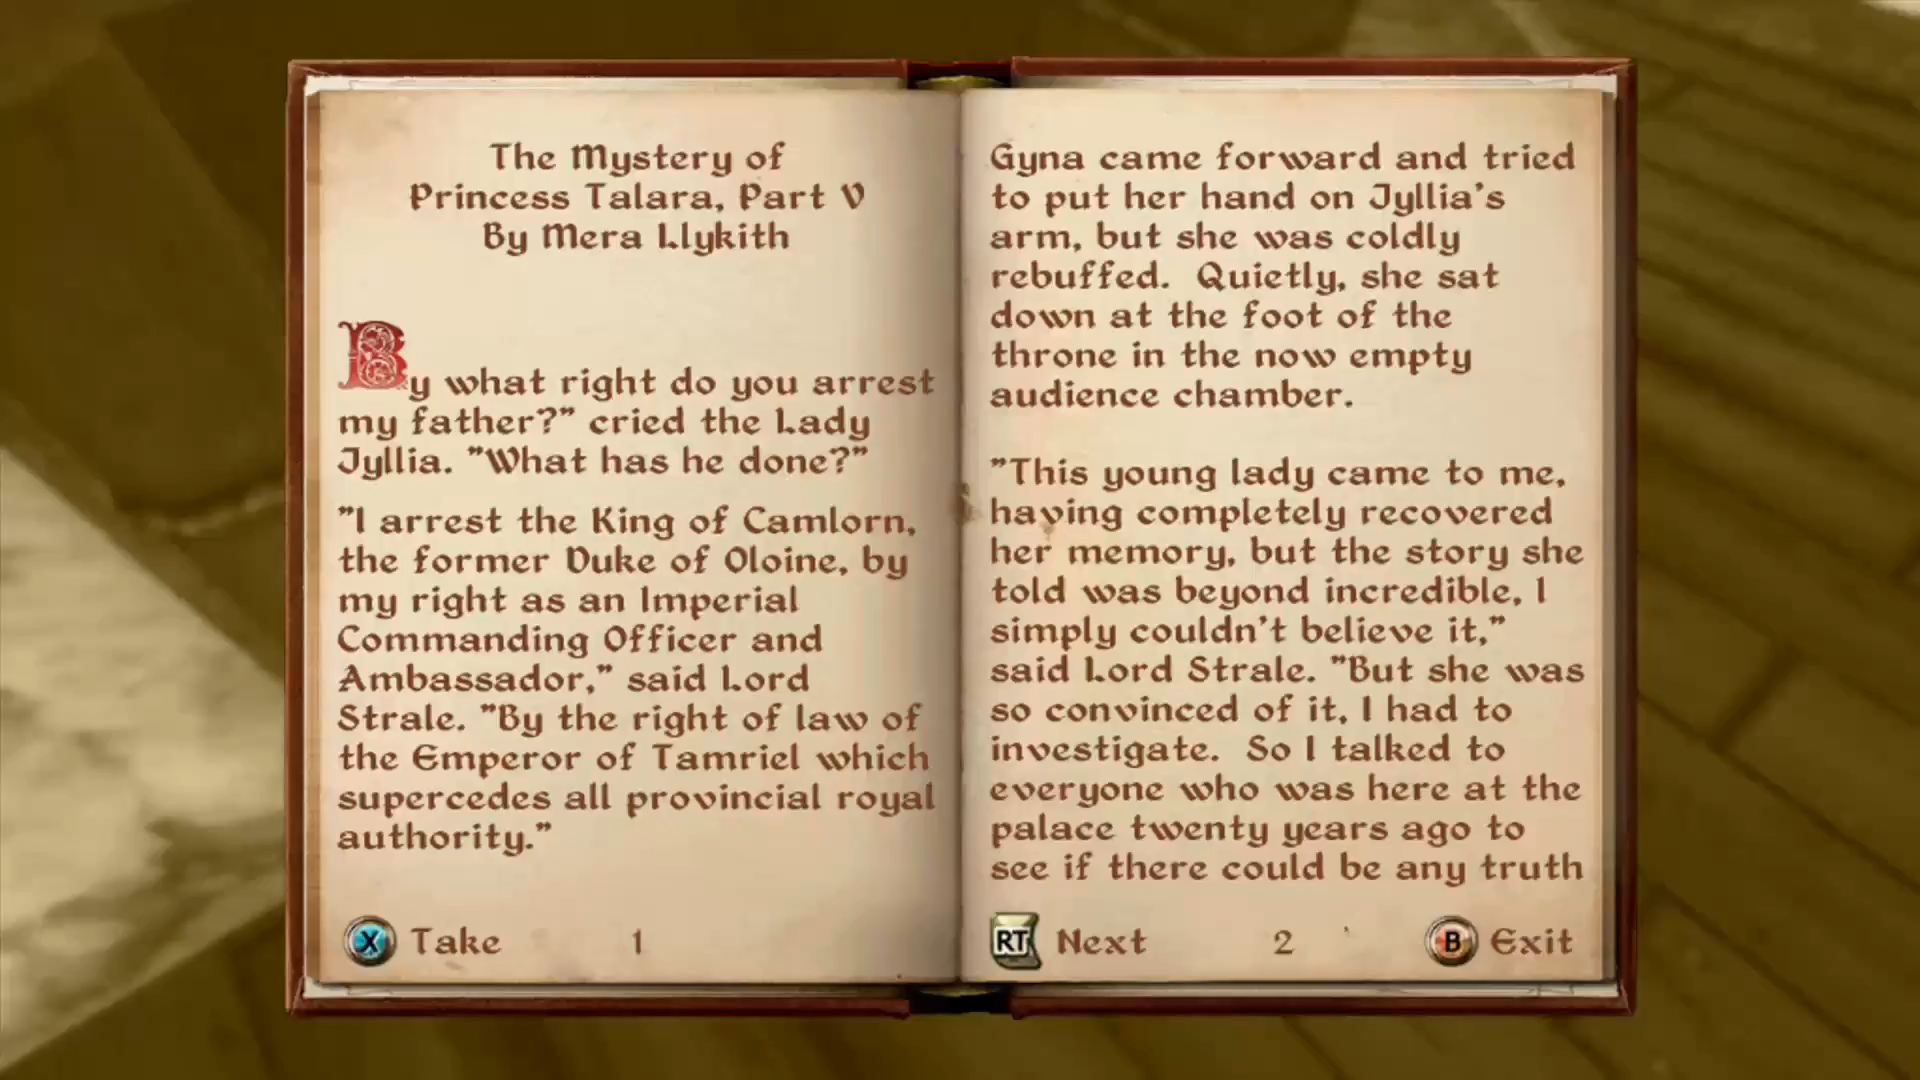 The Mystery of
Princess Talara, Part V
By Mera Llykith
By what right do you arrest
my father?" cried the Lady
Jyllia. "What has he done?"
"I arrest the King of Camlorn,
the former Duke of Oloine, by
my right as an Imperial
Commanding Officer and
Ambassador," said Lord
Strale. "By the right of law of
the Emperor of Tamriel which
supercedes all provincial royal
authority."
Gyna came forward and tried
to put her hand on Jyllia's
arm, but she was coldly
rebuffed. Quietly, she sat
down at the foot of the
throne in the now empty
audience chamber.
"This young lady came to me,
having completely recovered
her memory, but the story she
told was beyond incredible, I
simply couldn't believe it,"
said Lord Strale. "But she was
so convinced of it, I had to
investigate. So I talked to
everyone who was here at the
palace twenty years ago to
see if there could be any truth
X Take 1
RT Next 2 B Exit